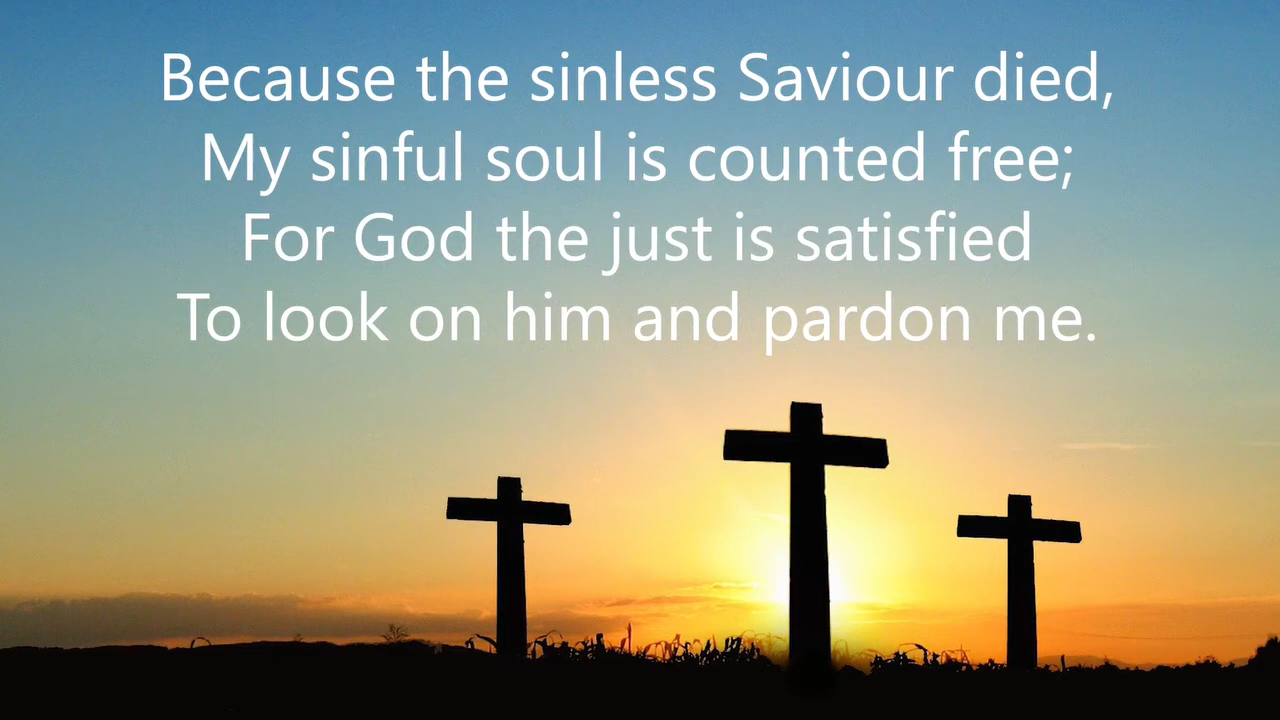 Because the sinless Saviour died,
My sinful soul is counted free;
For God the just is satisfied
To look on him and pardon me.